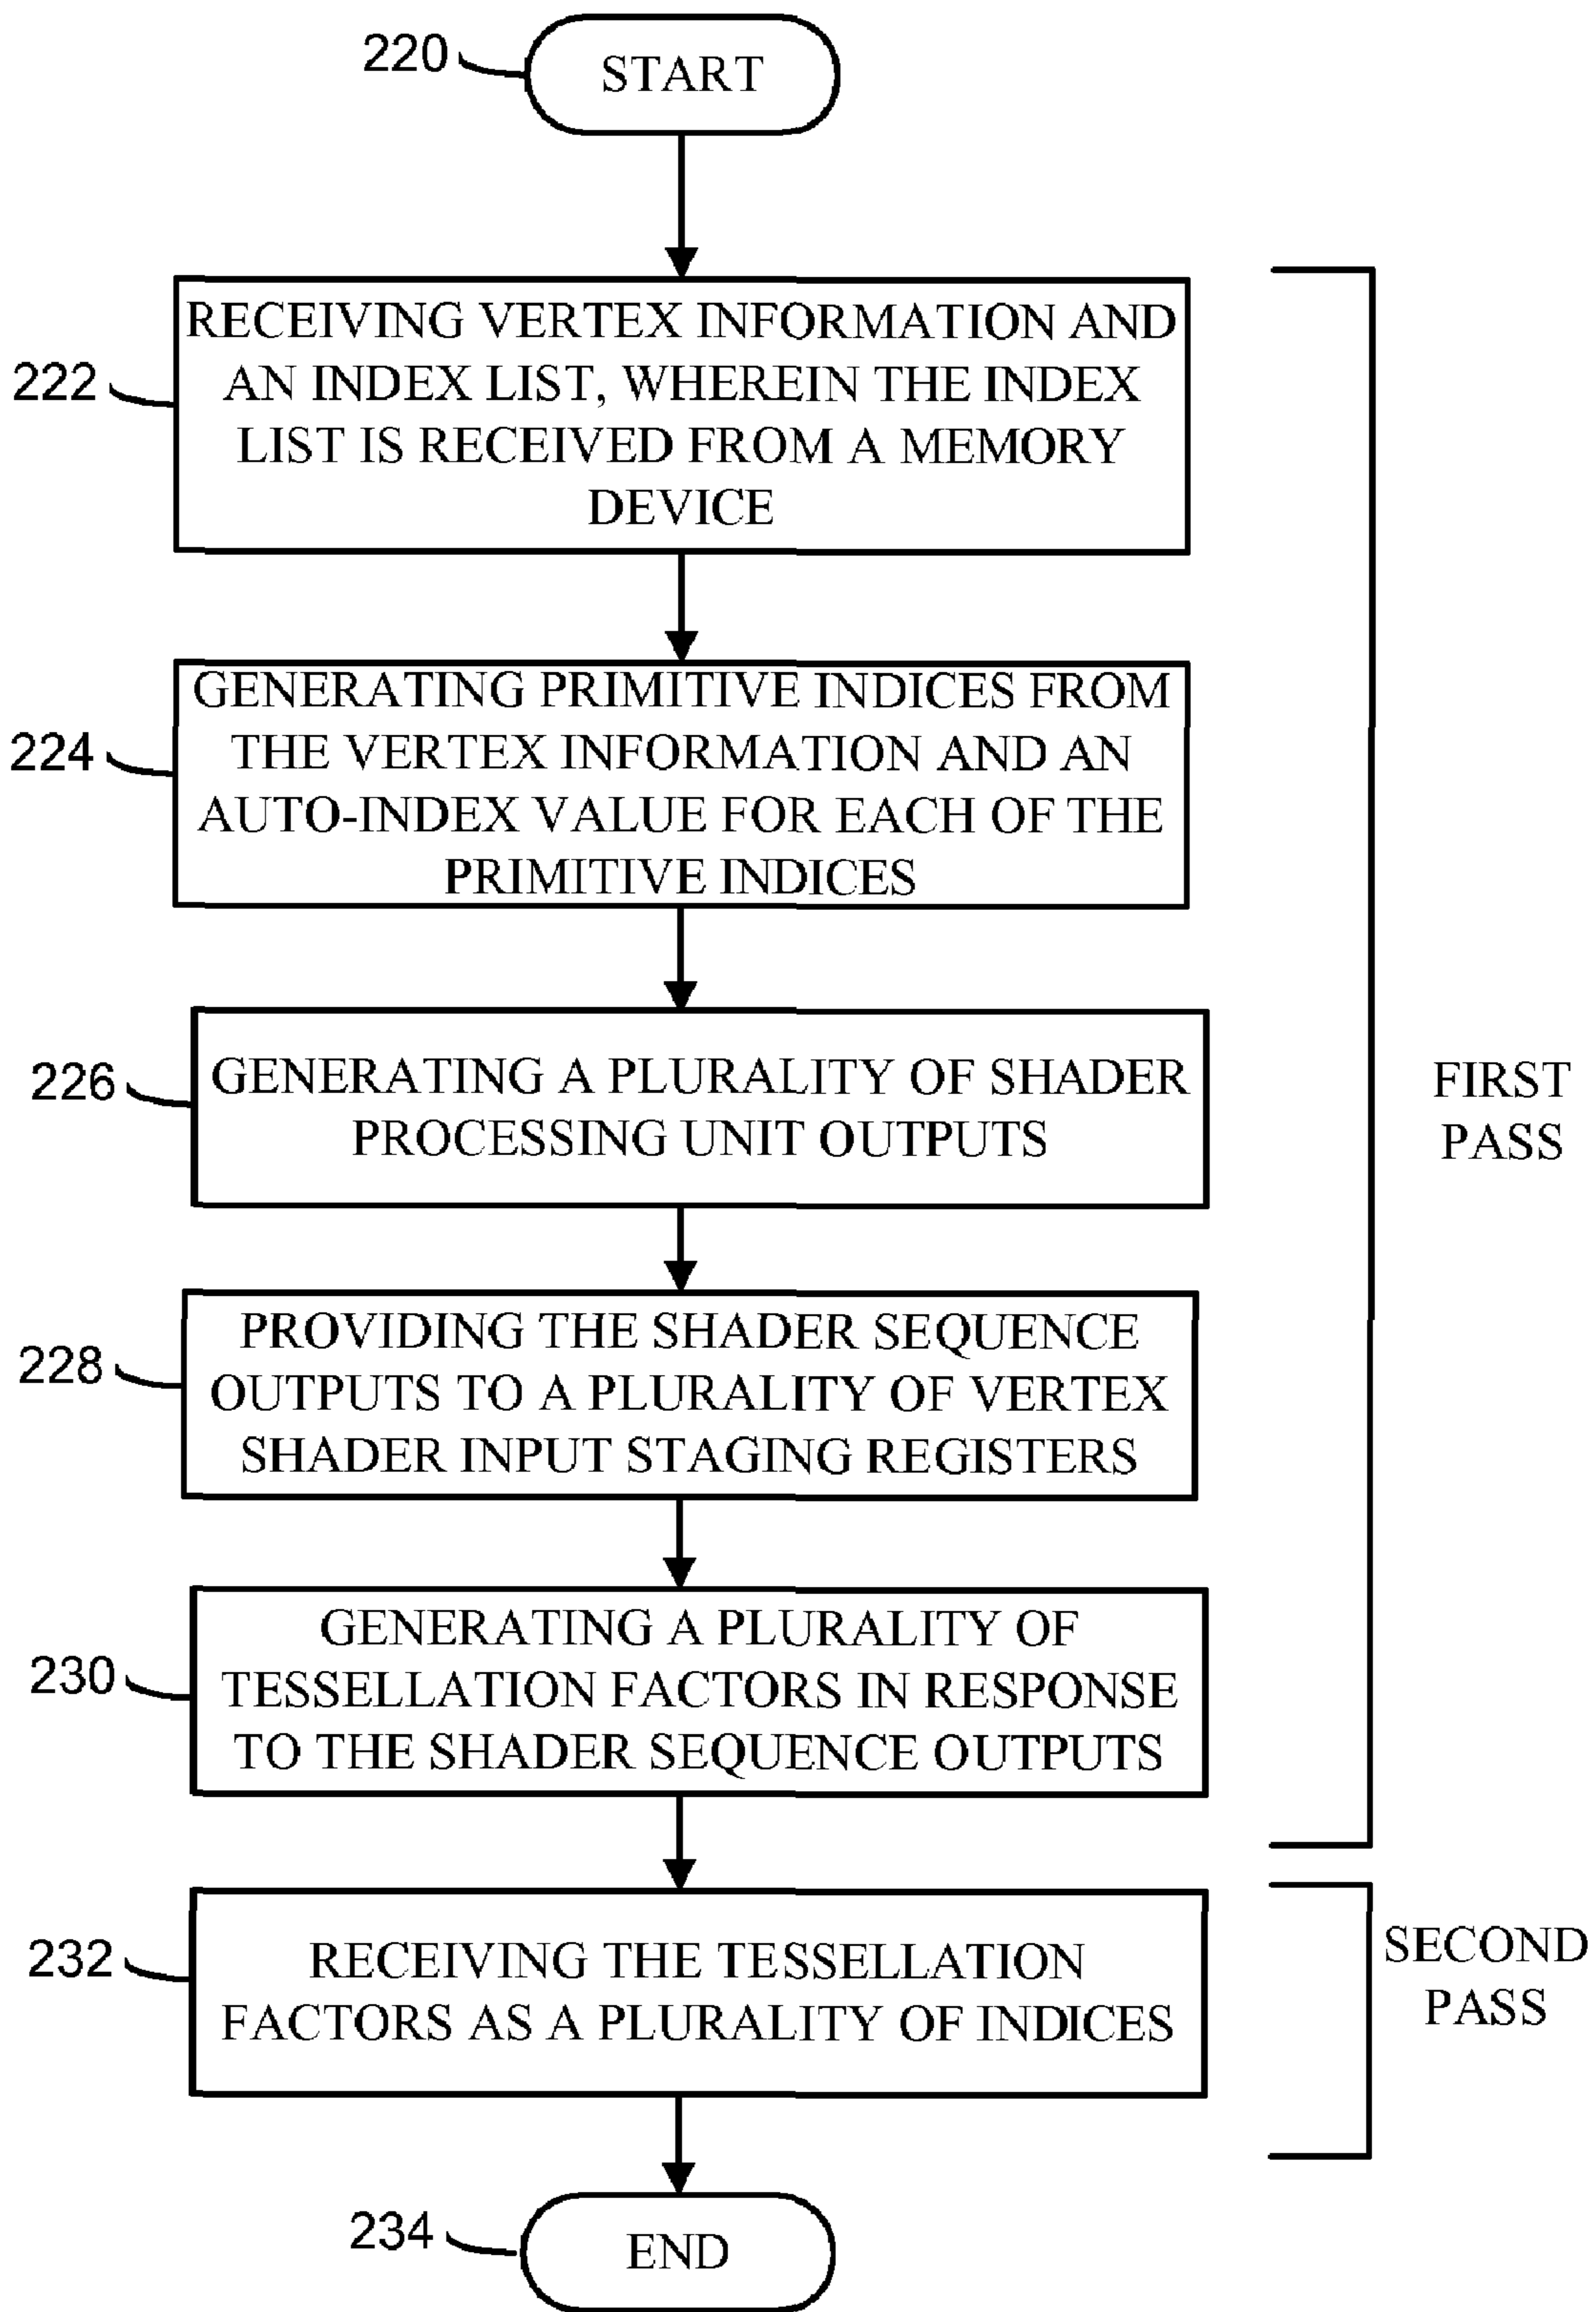 220
START
222
RECEIVING VERTEX INFORMATION AND
AN INDEX LIST, WHEREIN THE INDEX
LIST IS RECEIVED FROM A MEMORY
DEVICE
224
GENERATING PRIMITIVE INDICES FROM
THE VERTEX INFORMATION AND AN
AUTO-INDEX VALUE FOR EACH OF THE
PRIMITIVE INDICES
226
GENERATING A PLURALITY OF SHADER
PROCESSING UNIT OUTPUTS
FIRST
PASS
228
PROVIDING THE SHADER SEQUENCE
OUTPUTS TO A PLURALITY OF VERTEX
SHADER INPUT STAGING REGISTERS
230
GENERATING A PLURALITY OF
TESSELLATION FACTORS IN RESPONSE
TO THE SHADER SEQUENCE OUTPUTS
232
RECEIVING THE TESSELLATION
FACTORS AS A PLURALITY OF INDICES
SECOND
PASS
234
END